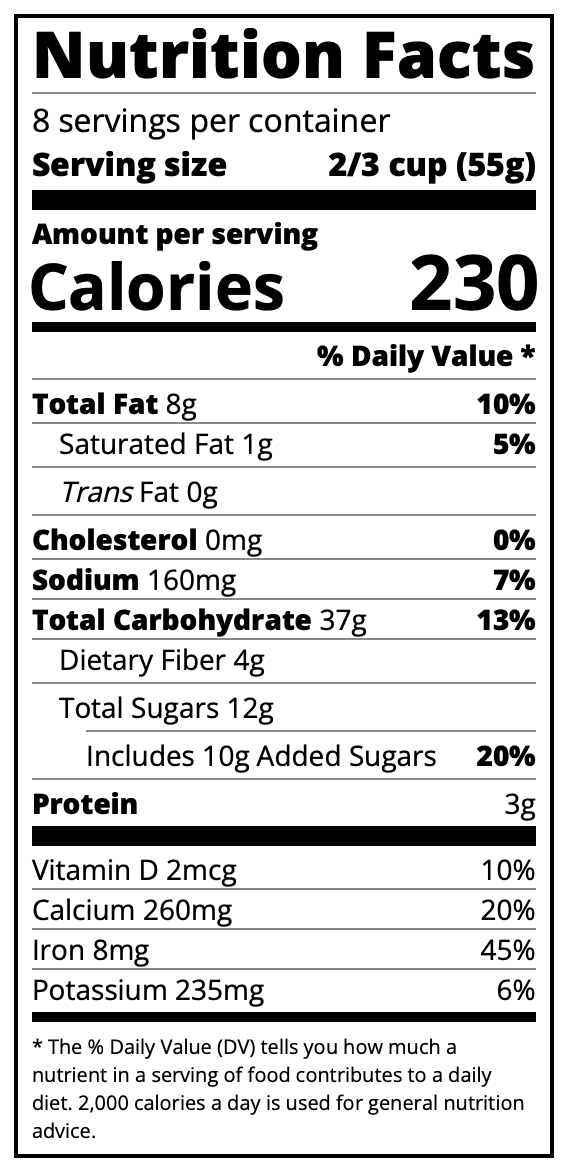 Nutrition Facts
8 servings per container
Serving size 2/3 cup (55g)
Amount per serving
Calories 230
% Daily Value *
Total Fat 8g 10%
Saturated Fat 1g 5%
Trans Fat 0g
Cholesterol 0mg 0%
Sodium 160mg 7%
Total Carbohydrate 37g 13%
Dietary Fiber 4g
Total Sugars 12g
Includes 10g Added Sugars 20%
Protein 3g
Vitamin D 2mcg 10%
Calcium 260mg 20%
Iron 8mg 45%
Potassium 235mg 6%
* The % Daily Value (DV) tells you how much a
nutrient in a serving of food contributes to a daily
diet. 2,000 calories a day is used for general nutrition
advice.